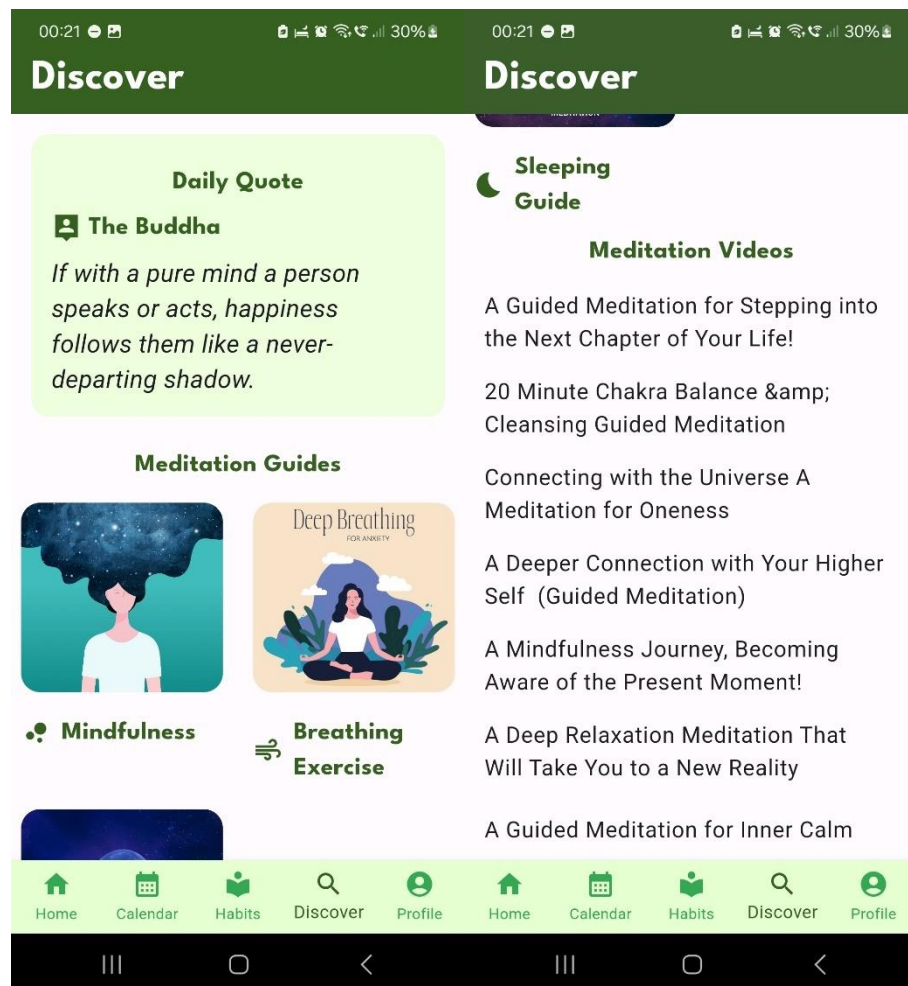 00:21
30%
Discover
Daily Quote
The Buddha
If with a pure mind a person
speaks or acts, happiness
follows them like a never-
departing shadow.
Meditation Guides
Deep Breathing
FOR ANXIETY
Mindfulness
Breathing
Exercise
Home
Calendar
Habits
Discover
Profile
00:21
30%
Discover
MEDITATION
Sleeping
Guide
Meditation Videos
A Guided Meditation for Stepping into
the Next Chapter of Your Life!
20 Minute Chakra Balance &amp;
Cleansing Guided Meditation
Connecting with the Universe A
Meditation for Oneness
A Deeper Connection with Your Higher
Self  (Guided Meditation)
A Mindfulness Journey, Becoming
Aware of the Present Moment!
A Deep Relaxation Meditation That
Will Take You to a New Reality
A Guided Meditation for Inner Calm
Home
Calendar
Habits
Discover
Profile